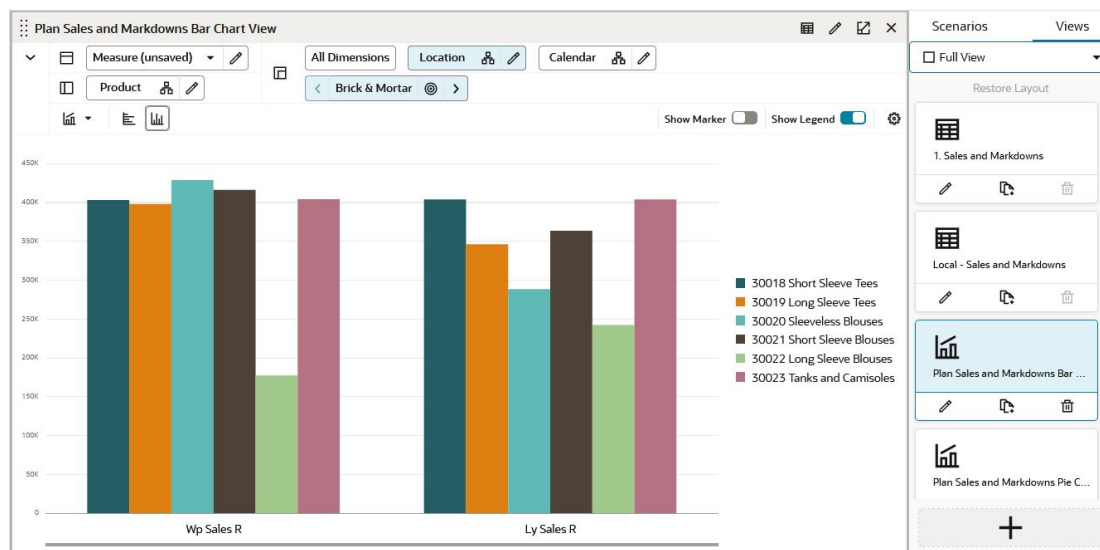 Plan Sales and Markdowns Bar Chart View
Scenarios
Views
Measure (unsaved)
All Dimensions
Location
Calendar
Full View
Product
Brick & Mortar
Restore Layout
Show Marker
Show Legend
1. Sales and Markdowns
450K
400K
350K
300K
250K
200K
150K
100K
50K
0
Wp Sales R
Ly Sales R
30018 Short Sleeve Tees
30019 Long Sleeve Tees
30020 Sleeveless Blouses
30021 Short Sleeve Blouses
30022 Long Sleeve Blouses
30023 Tanks and Camisoles
Local - Sales and Markdowns
Plan Sales and Markdowns Bar ...
Plan Sales and Markdowns Pie C...